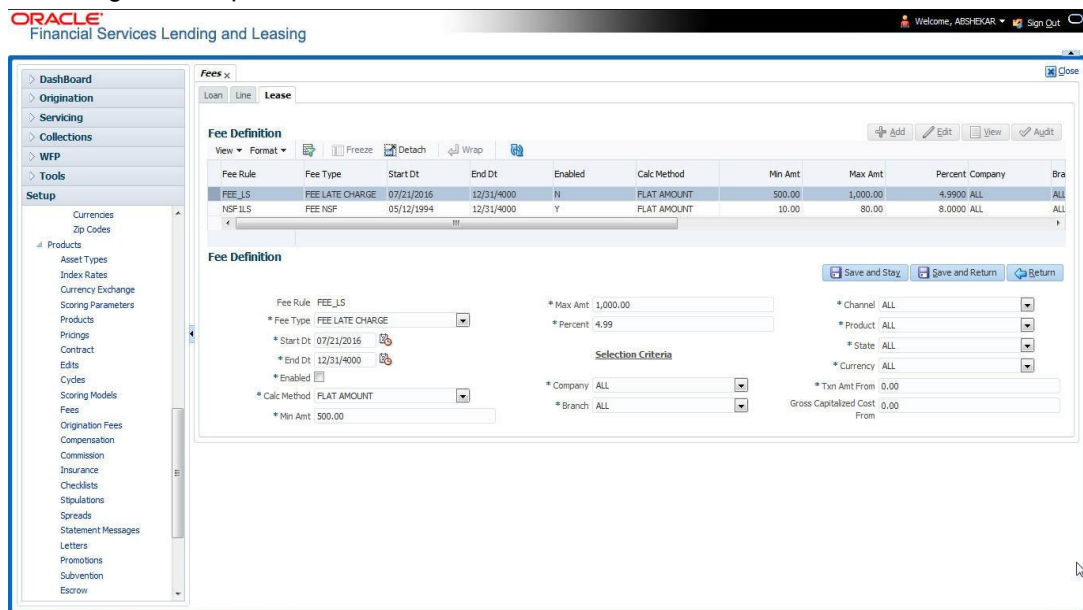 ORACLE
Financial Services Lending and Leasing
Welcome, ABSHEKAR
Sign Out
Close
DashBoard
Origination
Servicing
Collections
WFP
Tools
Setup
Currencies
Zip Codes
Products
Asset Types
Index Rates
Currency Exchange
Scoring Parameters
Products
Pricings
Contract
Edits
Cycles
Scoring Models
Fees
Origination Fees
Compensation
Commission
Insurance
Checklists
Stipulations
Spreads
Statement Messages
Letters
Promotions
Subvention
Escrow
Fees x
Loan Line Lease
Fee Definition
Add Edit View Audit
View Format Freeze Detach Wrap
Fee Rule Fee Type Start Dt End Dt Enabled Calc Method Min Amt Max Amt Percent Company Bra
FEE_LS FEE LATE CHARGE 07/21/2016 12/31/4000 N FLAT AMOUNT 500.00 1,000.00 4.9900 ALL ALL
NSF1LS FEE NSF 05/12/1994 12/31/4000 Y FLAT AMOUNT 10.00 80.00 8.0000 ALL ALL
Fee Definition
Save and Stay Save and Return Return
Fee Rule FEE_LS
* Fee Type FEE LATE CHARGE
* Start Dt 07/21/2016
* End Dt 12/31/4000
* Enabled
* Calc Method FLAT AMOUNT
* Min Amt 500.00
* Max Amt 1,000.00
* Percent 4.99
Selection Criteria
* Company ALL
* Branch ALL
* Channel ALL
* Product ALL
* State ALL
* Currency ALL
* Txn Amt From 0.00
Gross Capitalized Cost From 0.00